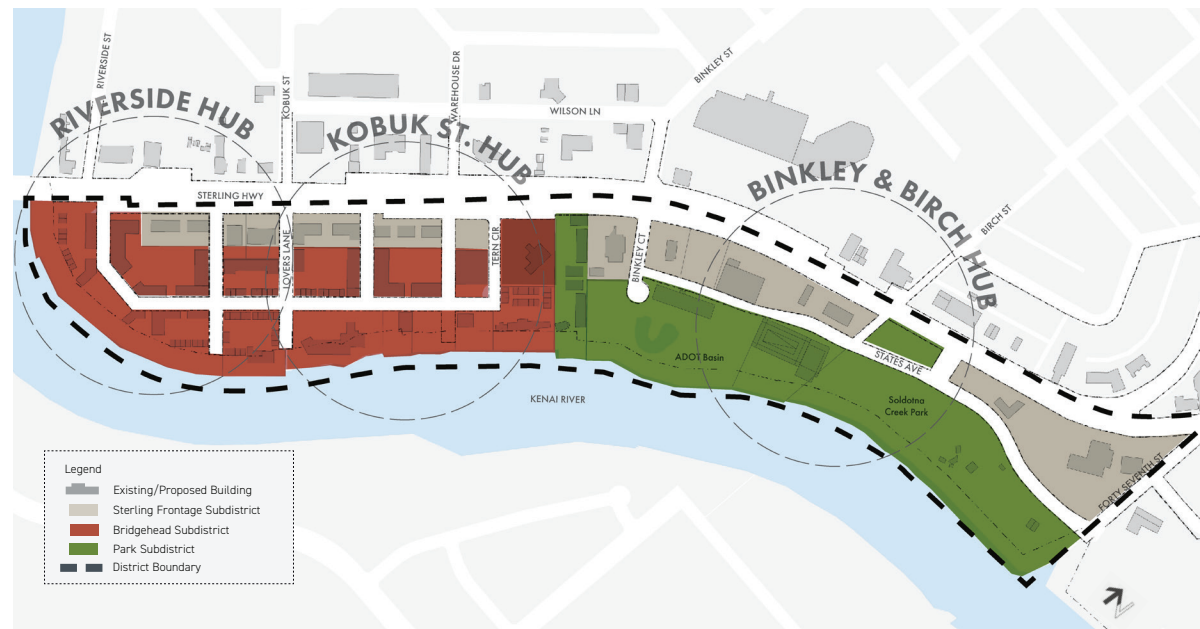 RIVERSIDE ST
KOBUK ST
WAREHOUSE DR
BINKLEY ST
WILSON LN
RIVERSIDE HUB
KOBUK ST. HUB
BINKLEY & BIRCH HUB
BIRCH ST
STERLING HWY
LOVERS LANE
TERN CIR
BINKLEY CT
STATES AVE
ADOT Basin
Soldotna
Creek Park
KENAI RIVER
FORTY SEVENTH ST
Legend
Existing/Proposed Building
Sterling Frontage Subdistrict
Bridgehead Subdistrict
Park Subdistrict
District Boundary
N